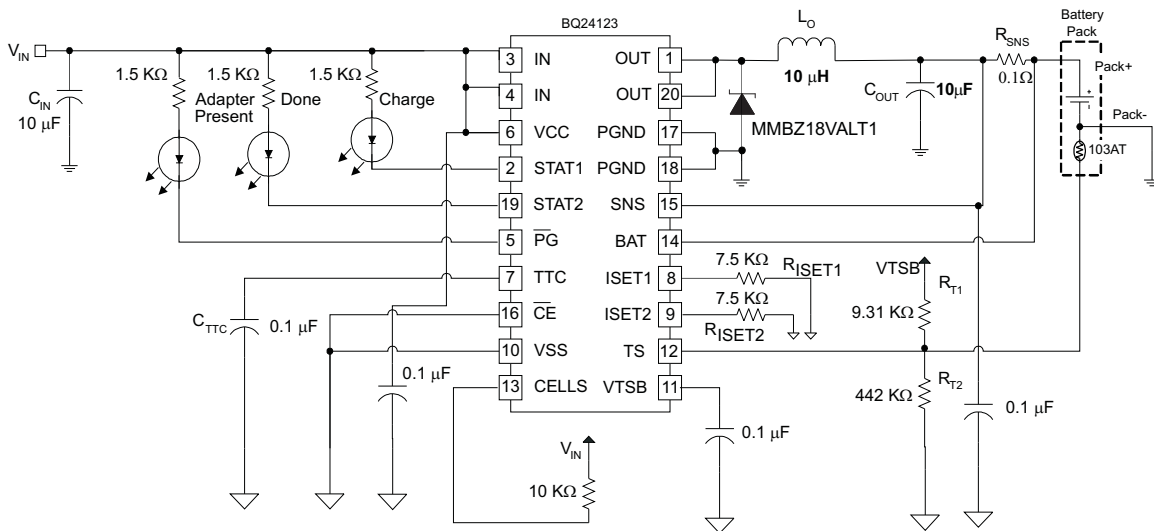 BQ24123
V_IN
C_IN
10 μF
1.5 KΩ
Adapter
Present
1.5 KΩ
Done
1.5 KΩ
Charge
3 IN
4 IN
6 VCC
2 STAT1
19 STAT2
5 PG
7 TTC
16 CE
10 VSS
13 CELLS
OUT 1
OUT 20
PGND 17
PGND 18
SNS 15
BAT 14
ISET1 8
ISET2 9
TS 12
VTSB 11
C_TTC
0.1 μF
0.1 μF
V_IN
10 KΩ
0.1 μF
L_O
10 μH
MMBZ18VALT1
C_OUT
10μF
R_SNS
0.1Ω
Battery
Pack
Pack+
+
-
Pack-
103AT
7.5 KΩ
R_ISET1
7.5 KΩ
R_ISET2
VTSB
R_T1
9.31 KΩ
R_T2
442 KΩ
0.1 μF